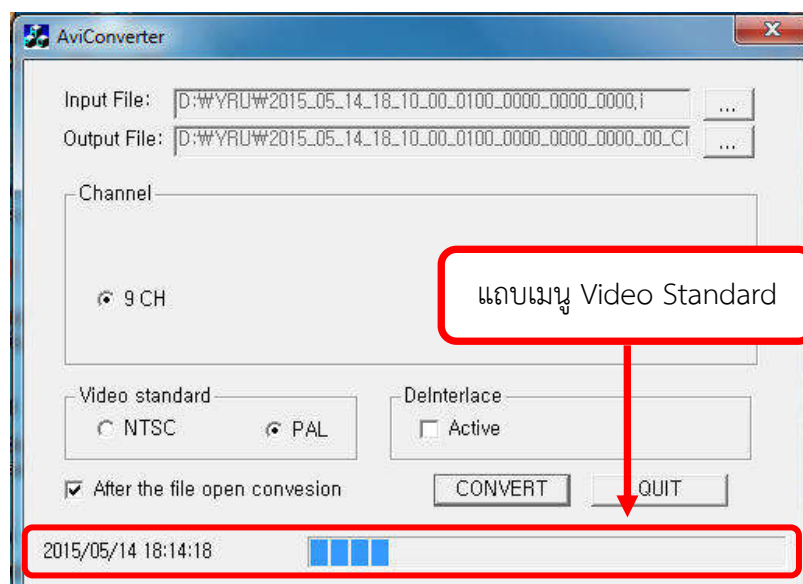 AviConverter
Input File: D:₩YRU₩2015_05_14_18_10_00_0100_0000_0000_0000,i
...
Output File: D:₩YRU₩2015_05_14_18_10_00_0100_0000_0000_0000_00_CI
...
Channel
9 CH
แถบเมนู Video Standard
Video standard
DeInterlace
NTSC PAL
Active
After the file open convesion
CONVERT
QUIT
2015/05/14 18:14:18